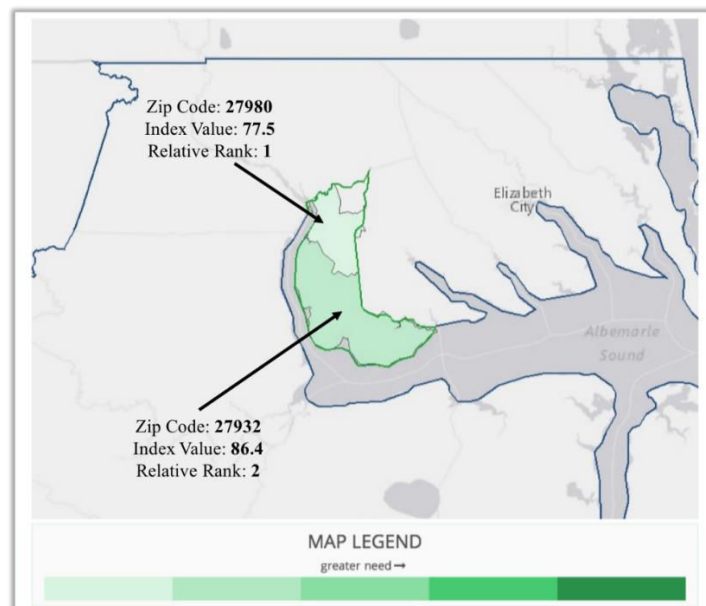 Zip Code: 27980
Index Value: 77.5
Relative Rank: 1
Elizabeth
City
Albemarle
Sound
Zip Code: 27932
Index Value: 86.4
Relative Rank: 2
MAP LEGEND
greater need→